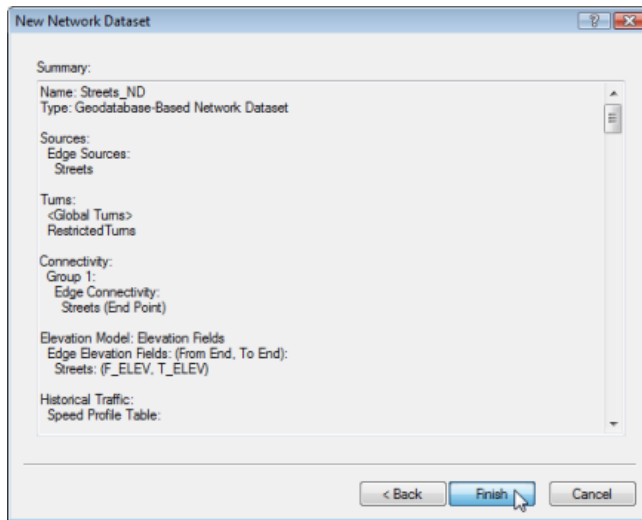 New Network Dataset
Summary:
Name: Streets_ND
Type: Geodatabase-Based Network Dataset
Sources:
Edge Sources:
Streets
Turns:
<Global Turns>
RestrictedTurns
Connectivity:
Group 1:
Edge Connectivity:
Streets (End Point)
Elevation Model: Elevation Fields
Edge Elevation Fields: (From End, To End):
Streets: (F_ELEV, T_ELEV)
Historical Traffic:
Speed Profile Table:
< Back
Finish
Cancel